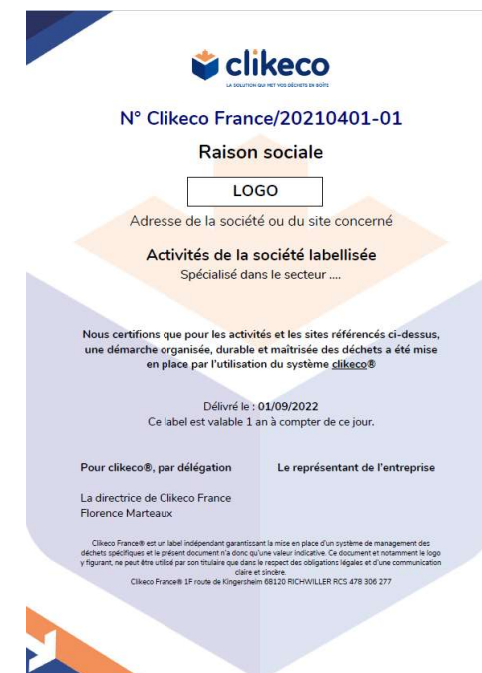 clikeco
LA SOLUTION QUI MET VOS DÉCHETS EN BOÎTE
N° Clikeco France/20210401-01
Raison sociale
LOGO
Adresse de la société ou du site concerné
Activités de la société labellisée
Spécialisé dans le secteur ....
Nous certifions que pour les activités et les sites référencés ci-dessus,
une démarche organisée, durable et maîtrisée des déchets a été mise
en place par l'utilisation du système clikeco®
Délivré le : 01/09/2022
Ce label est valable 1 an à compter de ce jour.
Pour clikeco®, par délégation
Le représentant de l'entreprise
La directrice de Clikeco France
Florence Marteaux
Clikeco France® est un label indépendant garantissant la mise en place d'un système de management des
déchets spécifiques et le présent document n'a donc qu'une valeur indicative. Ce document et notamment le logo
y figurant, ne peut être utilisé par son titulaire que dans le respect des obligations légales et d'une communication
claire et sincère.
Clikeco France® 1F route de Kingersheim 68120 RICHWILLER RCS 478 306 277